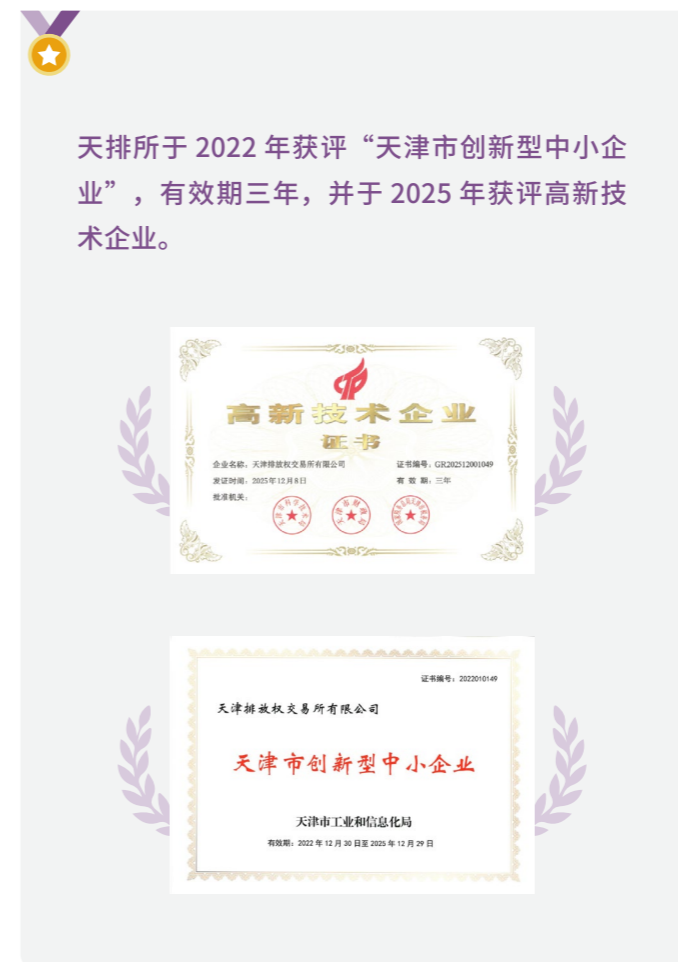 天排所于 2022 年获评“天津市创新型中小企
业”，有效期三年，并于 2025 年获评高新技
术企业。
高新技术企业
证书
企业名称：天津排放权交易所有限公司
证书编号：GR202512001049
发证时间：2025年12月8日
有 效 期：三年
批准机关：
证书编号：2022010149
天津排放权交易所有限公司
天津市创新型中小企业
天津市工业和信息化局
有效期：2022 年 12 月 30 日至 2025 年 12 月 29 日